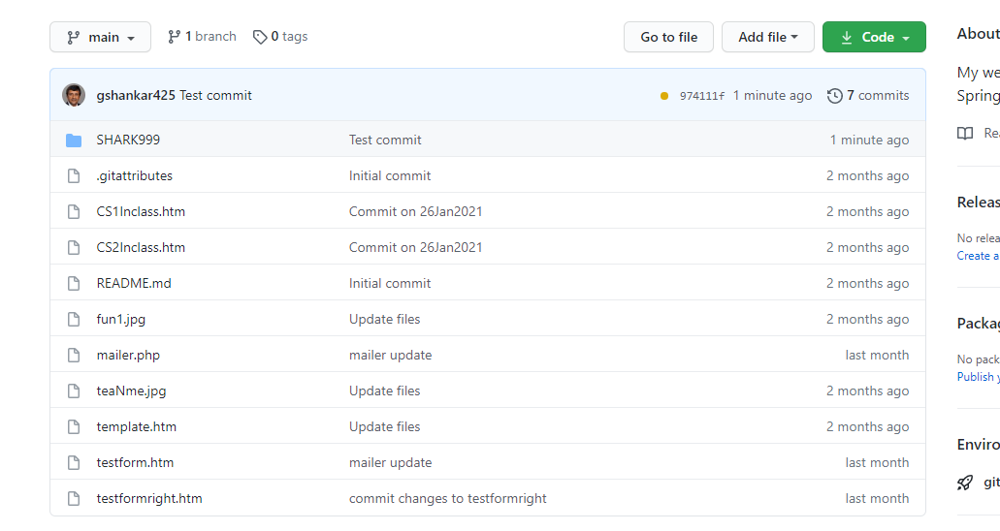 main 1 branch 0 tags Go to file Add file Code
gshankar425 Test commit 974111f 1 minute ago 7 commits
SHARK999 Test commit 1 minute ago
.gitattributes Initial commit 2 months ago
CS1Inclass.htm Commit on 26Jan2021 2 months ago
CS2Inclass.htm Commit on 26Jan2021 2 months ago
README.md Initial commit 2 months ago
fun1.jpg Update files 2 months ago
mailer.php mailer update last month
teaNme.jpg Update files 2 months ago
template.htm Update files 2 months ago
testform.htm mailer update last month
testformright.htm commit changes to testformright last month
About
My we
Spring
Rea
Releas
No relea
Create a
Packag
No pack
Publish y
Enviro
git